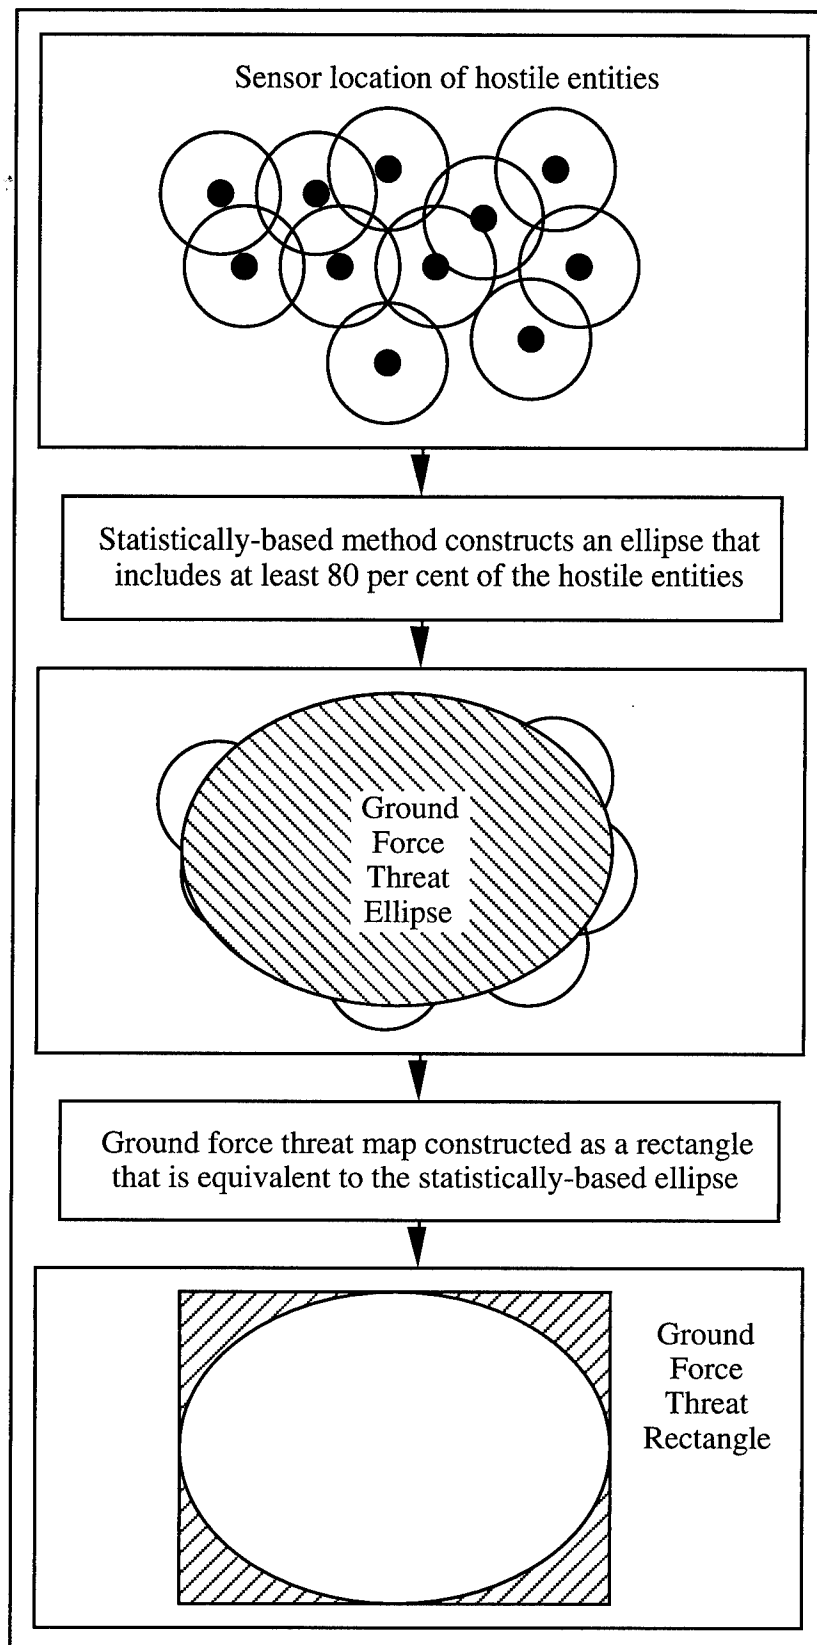 Sensor location of hostile entities
Statistically-based method constructs an ellipse that
includes at least 80 per cent of the hostile entities
Ground
Force
Threat
Ellipse
Ground force threat map constructed as a rectangle
that is equivalent to the statistically-based ellipse
Ground
Force
Threat
Rectangle